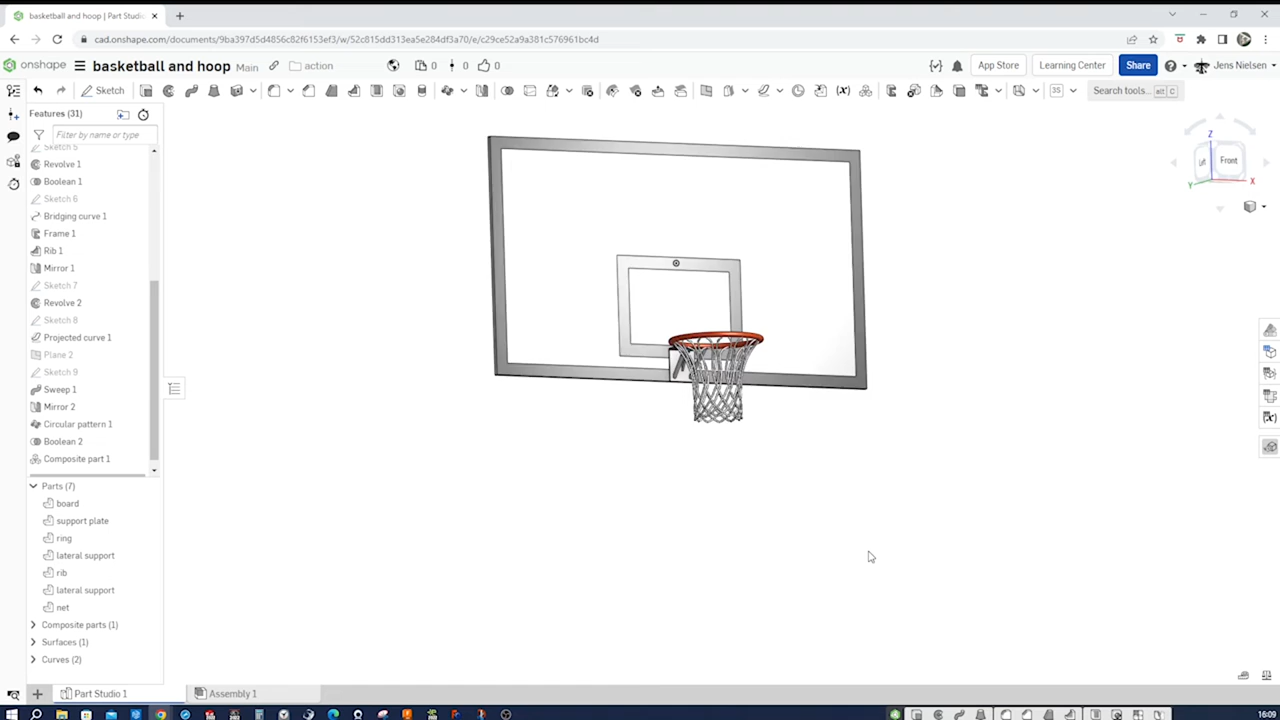 basketball and hoop | Part Studio
cad.onshape.com/documents/9ba397d5d4856c82f6153ef3/w/52c815dd313ea5e284df3a70/e/c29ce52a9a381c576961bc4d
onshape basketball and hoop Main action 0 0 0 App Store Learning Center Share Jens Nielsen
Sketch Search tools... alt C
Features (31)
Filter by name or type
Sketch 5
Revolve 1
Boolean 1
Sketch 6
Bridging curve 1
Frame 1
Rib 1
Mirror 1
Sketch 7
Revolve 2
Sketch 8
Projected curve 1
Plane 2
Sketch 9
Sweep 1
Mirror 2
Circular pattern 1
Boolean 2
Composite part 1
Parts (7)
board
support plate
ring
lateral support
rib
lateral support
net
Composite parts (1)
Surfaces (1)
Curves (2)
Z
Left Front
Y X
Part Studio 1 Assembly 1
16:09